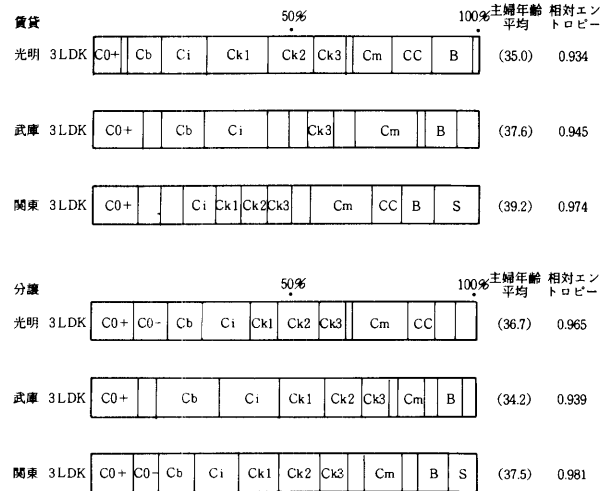 賃貸 50% 100% 主婦年齢 相対エン
平均 トロピー
光明 3LDK C0+ Cb Ci Ck1 Ck2 Ck3 Cm CC B (35.0) 0.934
武庫 3LDK C0+ Cb Ci Ck3 Cm B (37.6) 0.945
関東 3LDK C0+ Ci Ck1 Ck2 Ck3 Cm CC B S (39.2) 0.974
分譲 50% 100% 主婦年齢 相対エン
平均 トロピー
光明 3LDK C0+ C0- Cb Ci Ck1 Ck2 Ck3 Cm CC (36.7) 0.965
武庫 3LDK C0+ Cb Ci Ck1 Ck2 Ck3 Cm B (34.2) 0.939
関東 3LDK C0+ C0- Cb Ci Ck1 Ck2 Ck3 Cm B S (37.5) 0.981